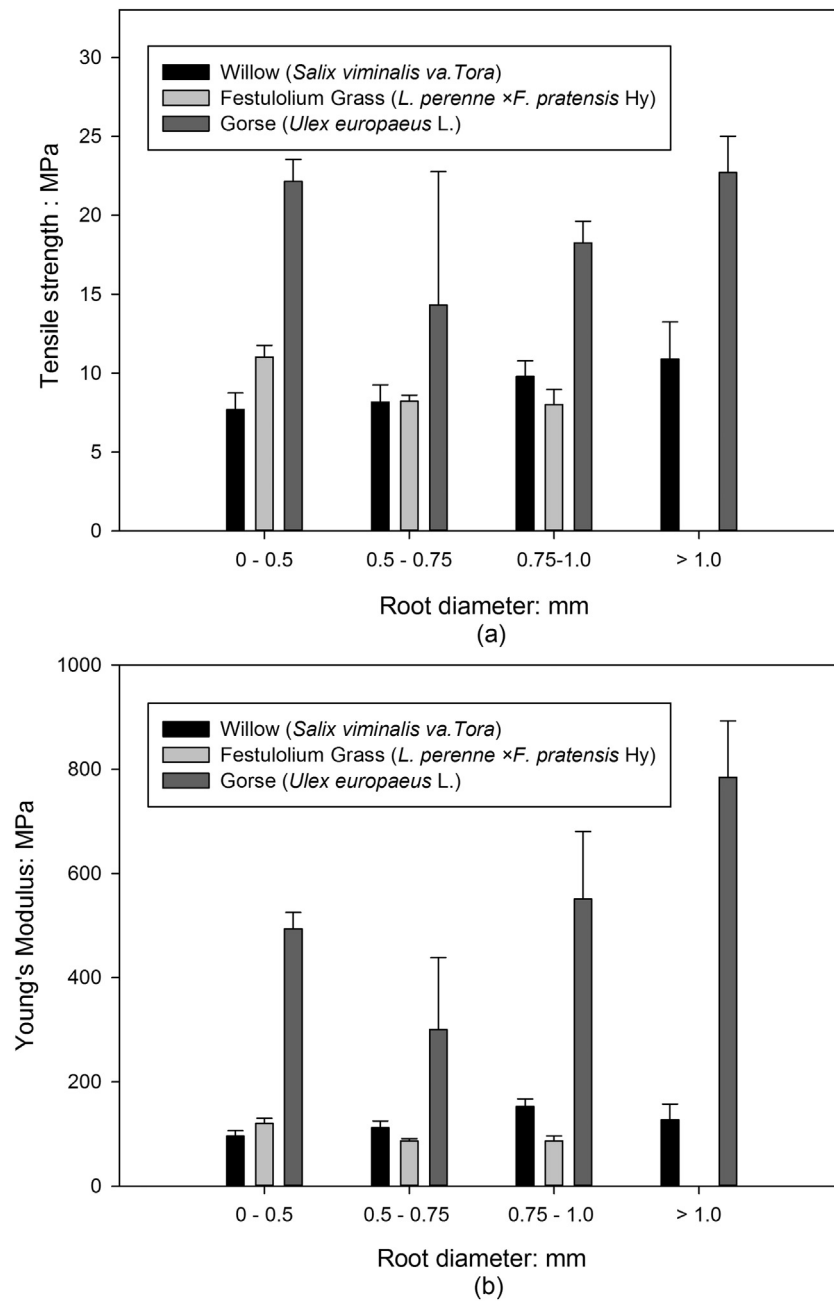 30
25
20
15
10
5
0
Tensile strength : MPa
Willow (Salix viminalis va.Tora)
Festulolium Grass (L. perenne ×F. pratensis Hy)
Gorse (Ulex europaeus L.)
0 - 0.5 0.5 - 0.75 0.75-1.0 > 1.0
Root diameter: mm
(a)
1000
800
600
400
200
0
Young's Modulus: MPa
Willow (Salix viminalis va.Tora)
Festulolium Grass (L. perenne ×F. pratensis Hy)
Gorse (Ulex europaeus L.)
0 - 0.5 0.5 - 0.75 0.75 - 1.0 > 1.0
Root diameter: mm
(b)